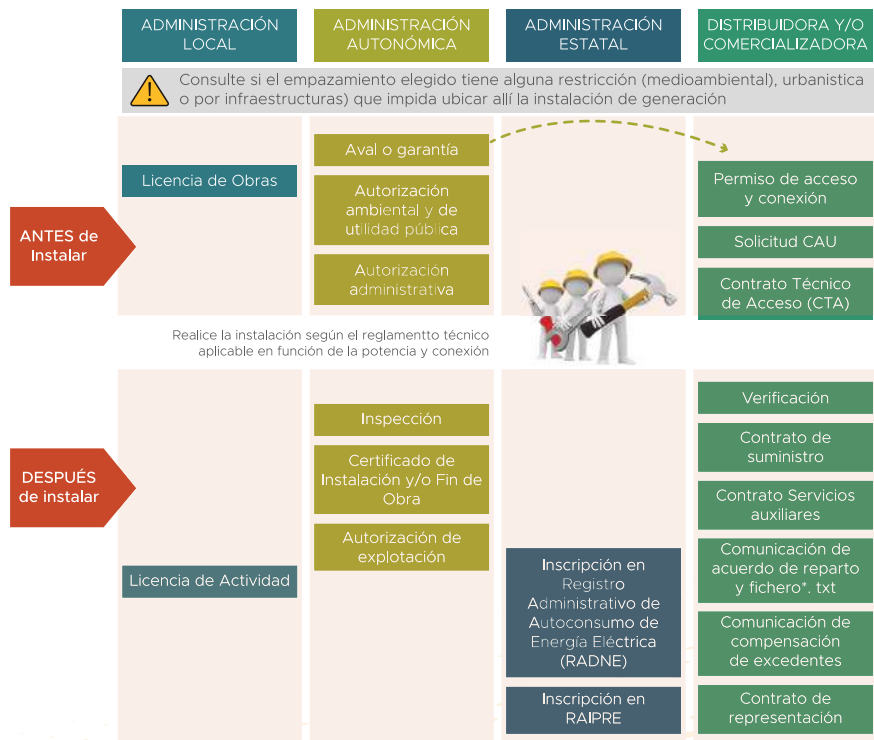 ADMINISTRACIÓN
LOCAL
ADMINISTRACIÓN
AUTONÓMICA
ADMINISTRACIÓN
ESTATAL
DISTRIBUIDORA Y/O
COMERCIALIZADORA
Consulte si el empazamiento elegido tiene alguna restricción (medioambiental), urbanistica
o por infraestructuras) que impida ubicar allí la instalación de generación
ANTES de
Instalar
Licencia de Obras
Aval o garantía
Autorización
ambiental y de
utilidad pública
Autorización
administrativa
Permiso de acceso
y conexión
Solicitud CAU
Contrato Técnico
de Acceso (CTA)
Realice la instalación según el reglamentto técnico
aplicable en función de la potencia y conexión
DESPUÉS
de instalar
Licencia de Actividad
Inspección
Certificado de
Instalación y/o Fin de
Obra
Autorización de
explotación
Inscripción en
Registro
Administrativo de
Autoconsumo de
Energía Eléctrica
(RADNE)
Inscripción en
RAIPRE
Verificación
Contrato de
suministro
Contrato Servicios
auxiliares
Comunicación de
acuerdo de reparto
y fichero*. txt
Comunicación de
compensación
de excedentes
Contrato de
representación